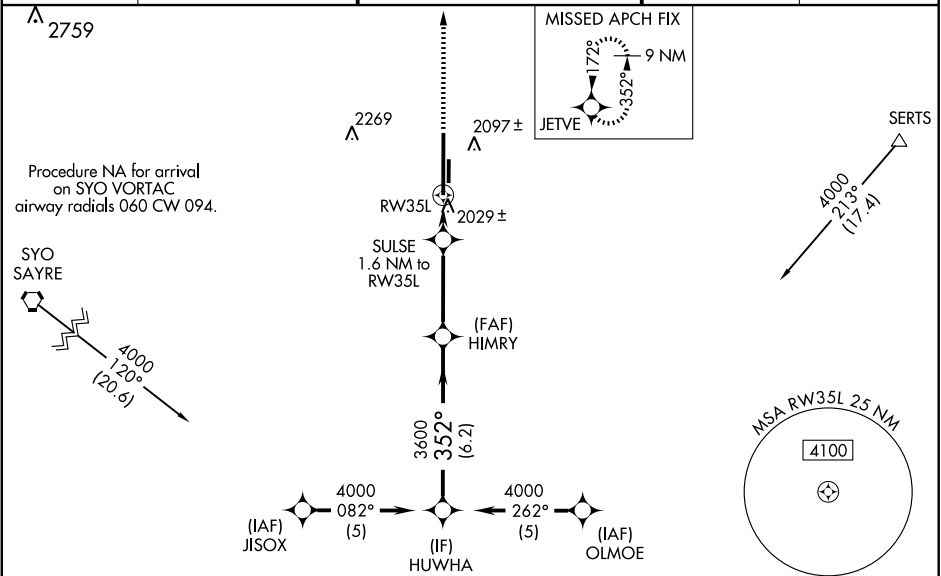 2759
MISSED APCH FIX
172°
9 NM
352°
JETVE
2269
2097 ±
SERTS
Procedure NA for arrival
on SYO VORTAC
airway radials 060 CW 094.
4000
213°
(17.4)
RW35L
2029 ±
SULSE
1.6 NM to
RW35L
SYO
SAYRE
(FAF)
HIMRY
4000
120°
(20.6)
3600
352°
(6.2)
MSA RW35L 25 NM
4100
4000
082°
(5)
4000
262°
(5)
(IAF)
JISOX
(IF)
HUWHA
(IAF)
OLMOE